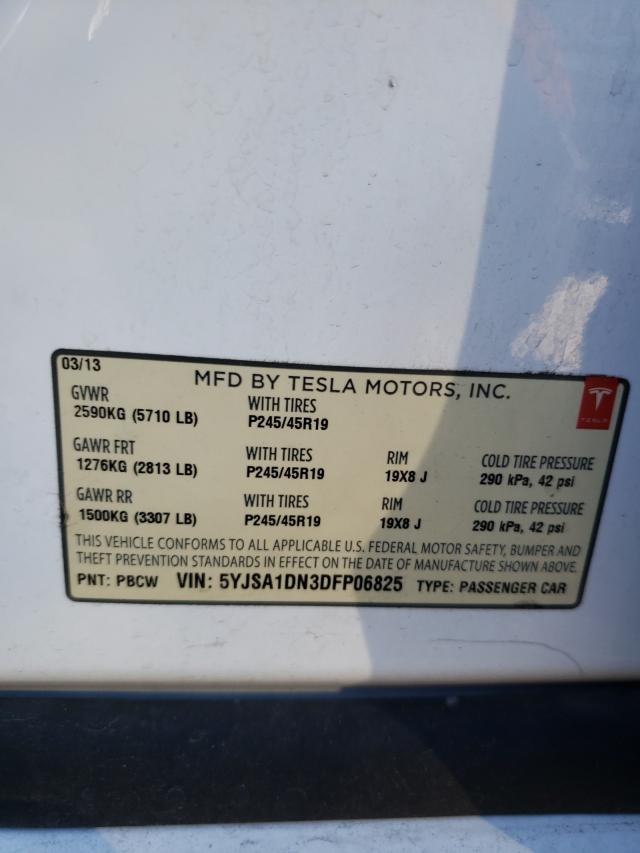 03/13
MFD BY TESLA MOTORS, INC.
GVWR
2590KG (5710 LB)
WITH TIRES
P245/45R19
TESLA
GAWR FRT
1276KG (2813 LB)
WITH TIRES
P245/45R19
RIM
19X8 J
COLD TIRE PRESSURE
290 kPa, 42 psi
GAWR RR
1500KG (3307 LB)
WITH TIRES
P245/45R19
RIM
19X8 J
COLD TIRE PRESSURE
290 kPa, 42 psi
THIS VEHICLE CONFORMS TO ALL APPLICABLE U.S. FEDERAL MOTOR SAFETY, BUMPER AND
THEFT PREVENTION STANDARDS IN EFFECT ON THE DATE OF MANUFACTURE SHOWN ABOVE.
PNT: PBCW VIN: 5YJSA1DN3DFP06825 TYPE: PASSENGER CAR